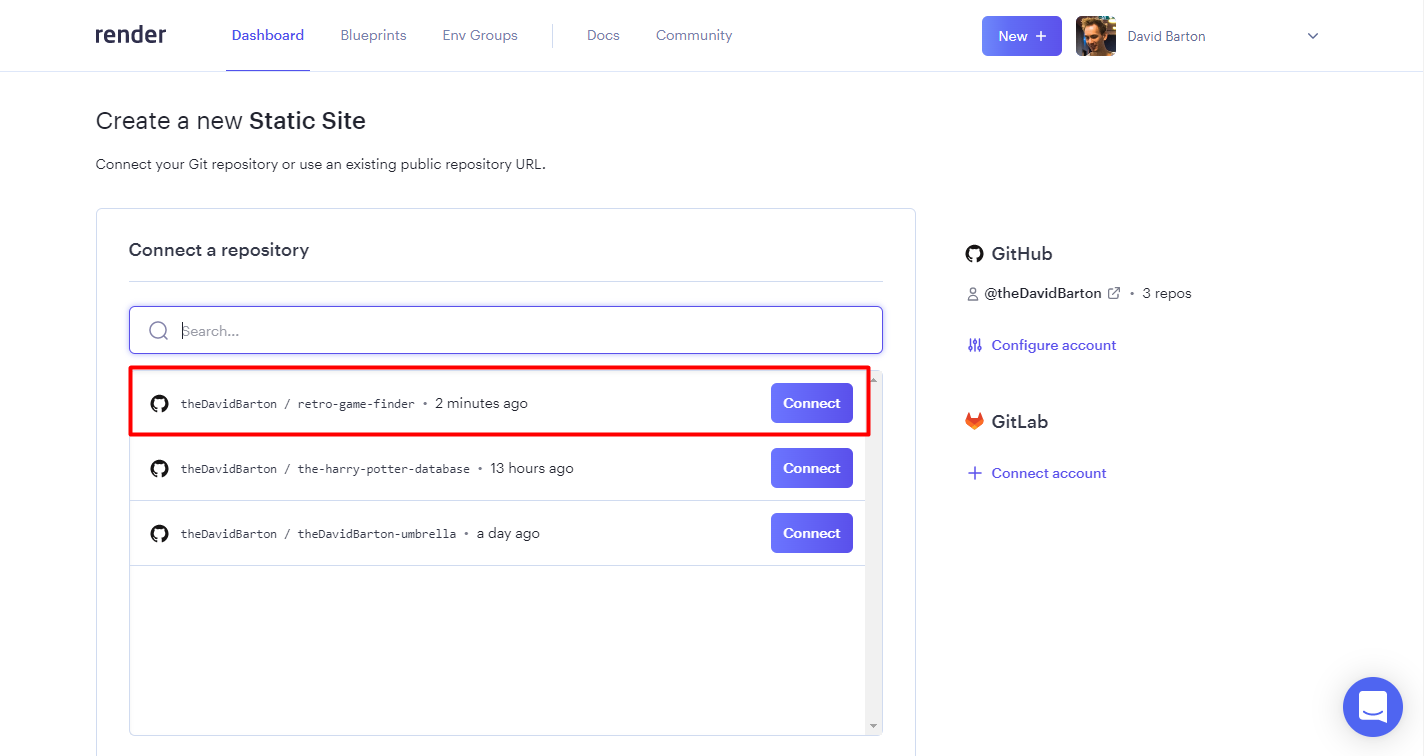 render Dashboard Blueprints Env Groups Docs Community New + David Barton
Create a new Static Site
Connect your Git repository or use an existing public repository URL.
Connect a repository
Search...
theDavidBarton / retro-game-finder • 2 minutes ago Connect
theDavidBarton / the-harry-potter-database • 13 hours ago Connect
theDavidBarton / theDavidBarton-umbrella • a day ago Connect
GitHub
@theDavidBarton • 3 repos
Configure account
GitLab
Connect account